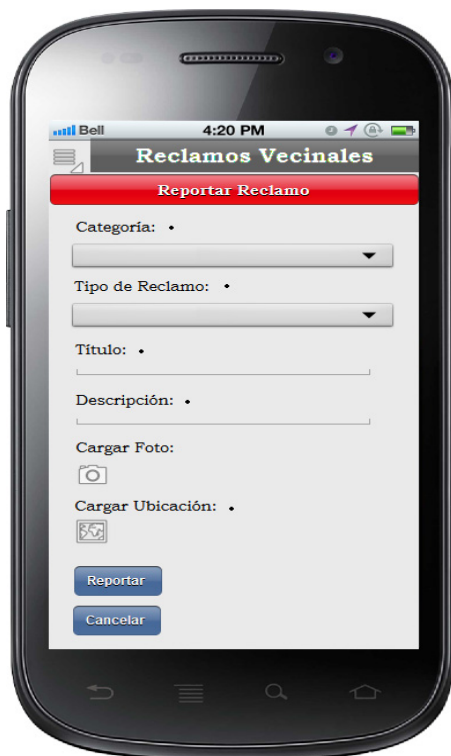 Bell 4:20 PM
Reclamos Vecinales
Reportar Reclamo
Categoría: •
Tipo de Reclamo: •
Título: •
Descripción: •
Cargar Foto:
Cargar Ubicación: •
Reportar
Cancelar